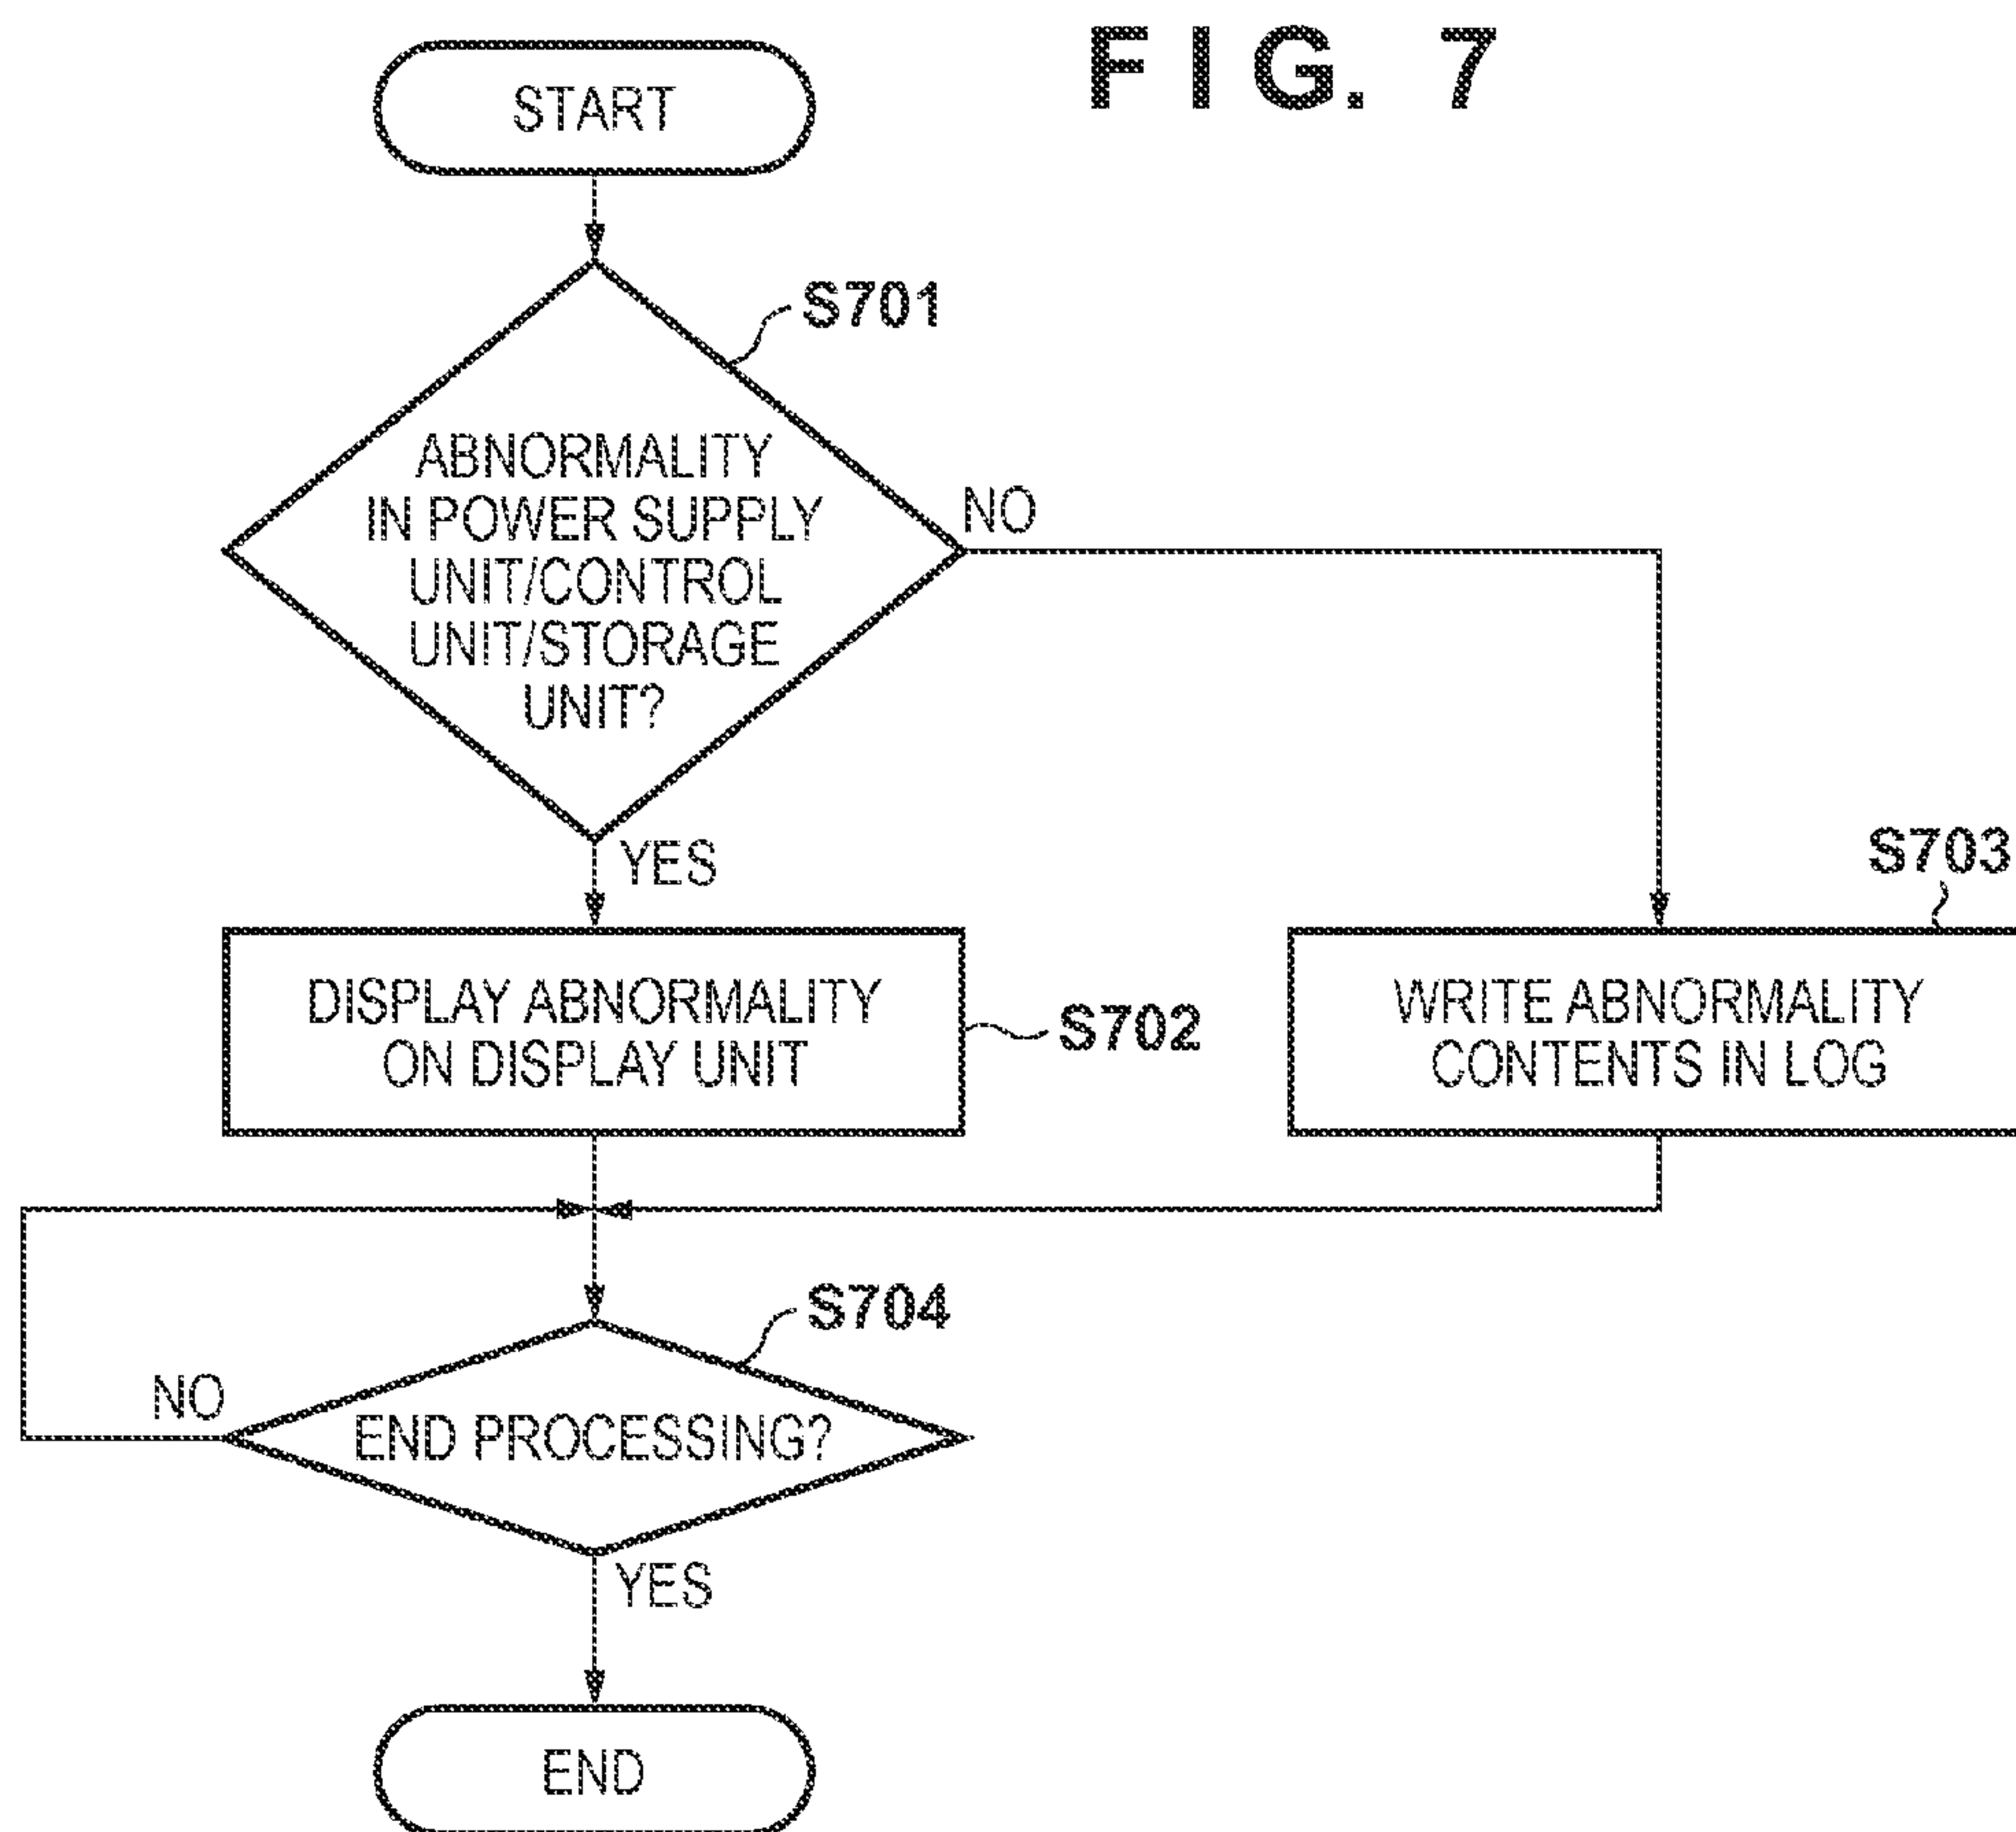 FIG. 7
START
S701
ABNORMALITY
IN POWER SUPPLY
UNIT/CONTROL
UNIT/STORAGE
UNIT?
NO
YES
S703
DISPLAY ABNORMALITY
ON DISPLAY UNIT
S702
WRITE ABNORMALITY
CONTENTS IN LOG
S704
NO
END PROCESSING?
YES
END